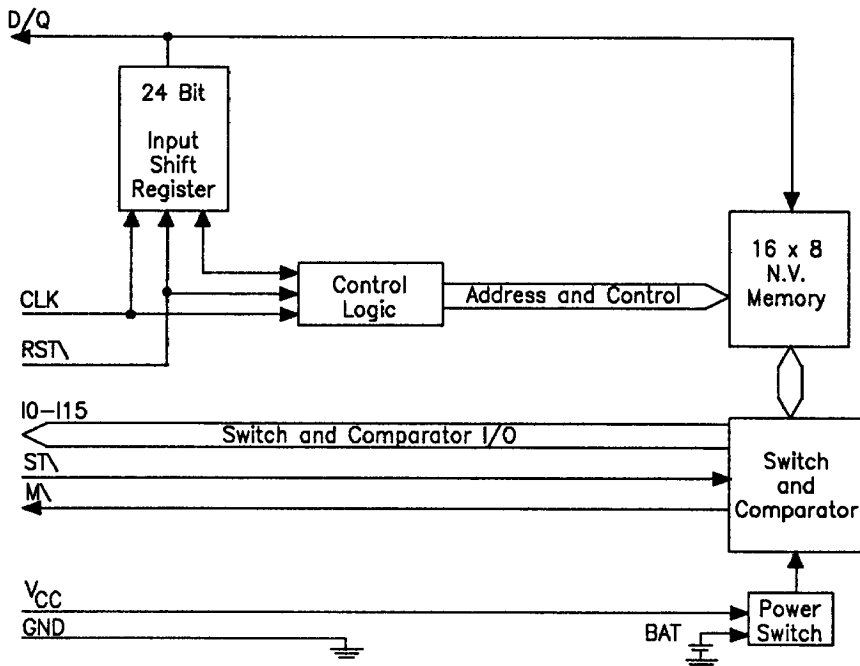 D/Q
24 Bit
Input
Shift
Register
16 x 8
N.V.
Memory
Control
Logic
Address and Control
CLK
RST\
I0-I15
Switch and Comparator I/O
ST\
M\
Switch
and
Comparator
VCC
GND
BAT
Power
Switch